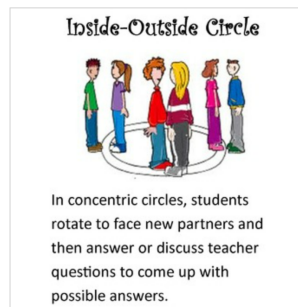 Inside-Outside Circle
In concentric circles, students
rotate to face new partners and
then answer or discuss teacher
questions to come up with
possible answers.